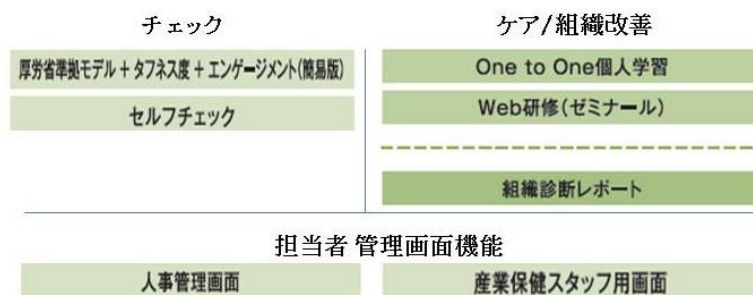 チェック
厚労省準拠モデル + タフネス度 + エンゲージメント(簡易版)
セルフチェック
ケア/組織改善
One to One個人学習
Web研修(ゼミナール)
組織診断レポート
担当者 管理画面機能
人事管理画面
産業保健スタッフ用画面